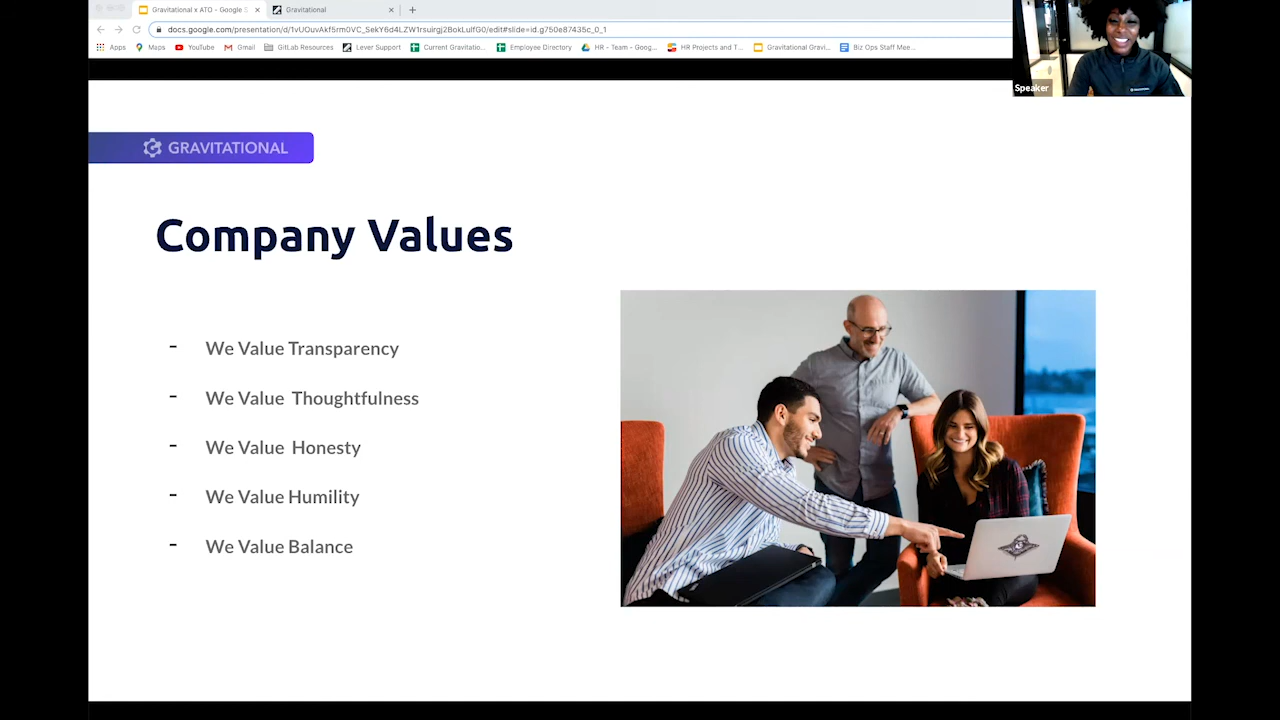 Gravitational x ATO - Google S
Gravitational
docs.google.com/presentation/d/1vUQuvAkf5rm0VC_SekY6d4LZW1rsuirgj2BokLulfG0/edit#slide=id.g750e87435c_0_1
Apps Maps YouTube Gmail GitLab Resources Lever Support Current Gravitatio... Employee Directory HR - Team - Goog... HR Projects and T... Gravitational Gravi... Biz Ops Staff Mee...
Speaker
GRAVITATIONAL
Company Values
- We Value Transparency
- We Value Thoughtfulness
- We Value Honesty
- We Value Humility
- We Value Balance